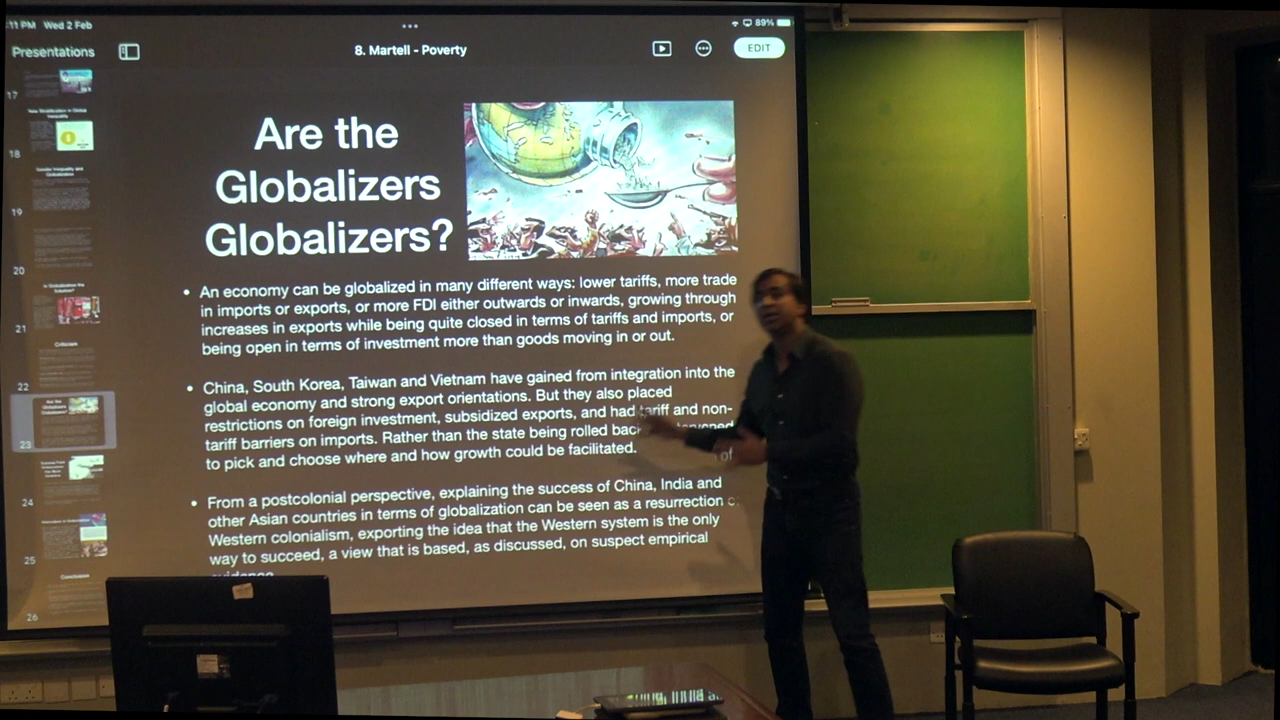 :11 PM Wed 2 Feb
89%
Presentations
8. Martell - Poverty
EDIT
17
18
19
20
21
22
23
24
25
26
Is Globalization the
Criticism
Conclusion
Are the
Globalizers
Globalizers?
• An economy can be globalized in many different ways: lower tariffs, more trade
in imports or exports, or more FDI either outwards or inwards, growing through
increases in exports while being quite closed in terms of tariffs and imports, or
being open in terms of investment more than goods moving in or out.
• China, South Korea, Taiwan and Vietnam have gained from integration into the
global economy and strong export orientations. But they also placed
restrictions on foreign investment, subsidized exports, and had tariff and non-
tariff barriers on imports. Rather than the state being rolled back
to pick and choose where and how growth could be facilitated.
• From a postcolonial perspective, explaining the success of China, India and
other Asian countries in terms of globalization can be seen as a resurrection
Western colonialism, exporting the idea that the Western system is the only
way to succeed, a view that is based, as discussed, on suspect empirical